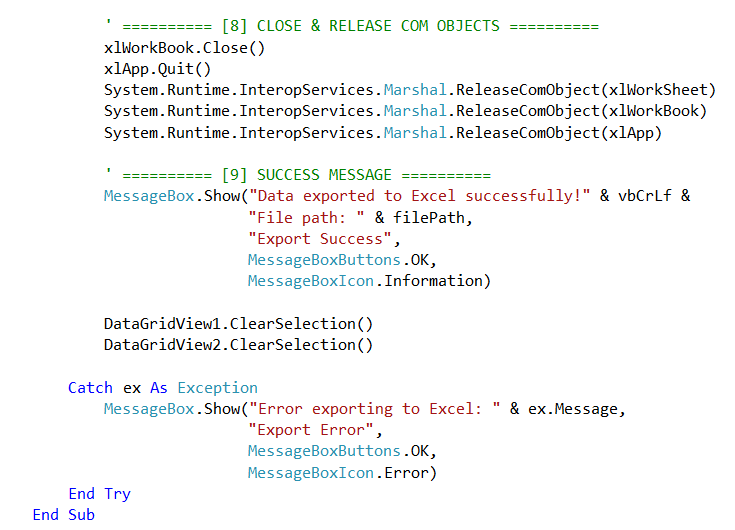 ' ========== [8] CLOSE & RELEASE COM OBJECTS ==========
xlWorkBook.Close()
xlApp.Quit()
System.Runtime.InteropServices.Marshal.ReleaseComObject(xlWorkSheet)
System.Runtime.InteropServices.Marshal.ReleaseComObject(xlWorkBook)
System.Runtime.InteropServices.Marshal.ReleaseComObject(xlApp)
' ========== [9] SUCCESS MESSAGE ==========
MessageBox.Show("Data exported to Excel successfully!" & vbCrLf &
"File path: " & filePath,
"Export Success",
MessageBoxButtons.OK,
MessageBoxIcon.Information)
DataGridView1.ClearSelection()
DataGridView2.ClearSelection()
Catch ex As Exception
MessageBox.Show("Error exporting to Excel: " & ex.Message,
"Export Error",
MessageBoxButtons.OK,
MessageBoxIcon.Error)
End Try
End Sub